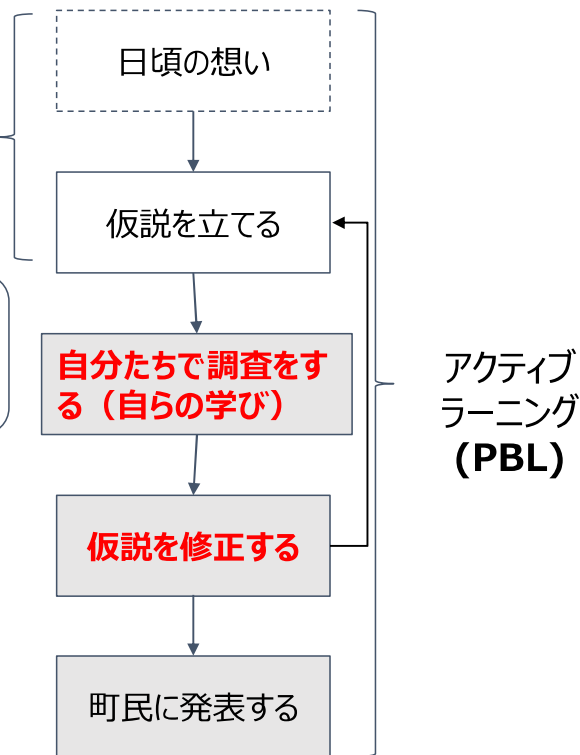 日頃の想い
仮説を立てる
自分たちで調査をす
る（自らの学び）
仮説を修正する
町民に発表する
アクティブ
ラーニング
(PBL)